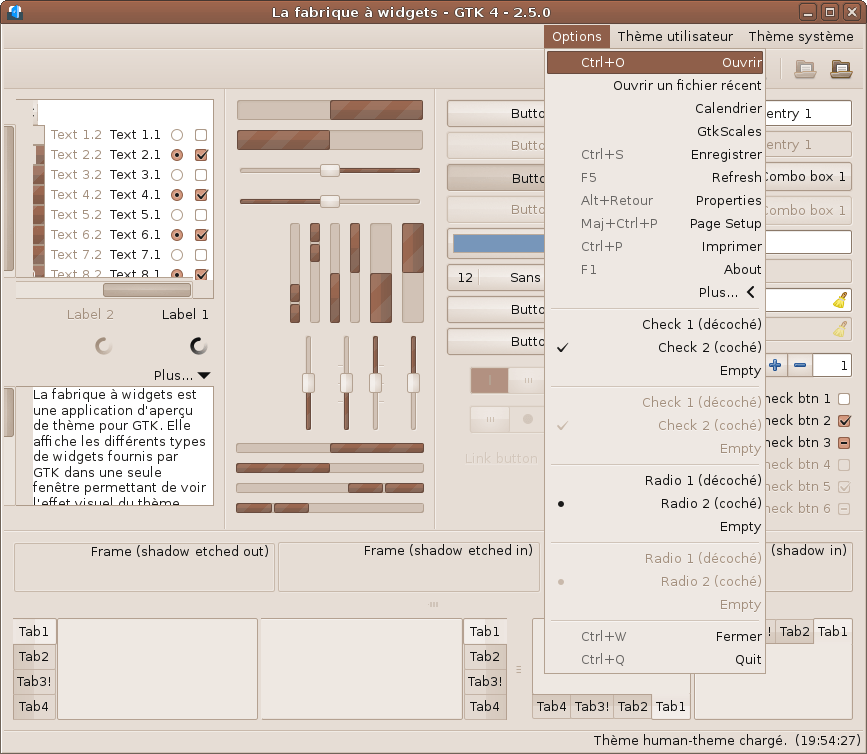 La fabrique à widgets - GTK 4 - 2.5.0
Options Thème utilisateur Thème système
Ctrl+O Ouvrir
Ouvrir un fichier récent
Calendrier
GtkScales
Ctrl+S Enregistrer
F5 Refresh
Alt+Retour Properties
Maj+Ctrl+P Page Setup
Ctrl+P Imprimer
F1 About
Plus...
Check 1 (décoché)
Check 2 (coché)
Empty
Check 1 (décoché)
Check 2 (coché)
Empty
Radio 1 (décoché)
Radio 2 (coché)
Empty
Radio 1 (décoché)
Radio 2 (coché)
Empty
Ctrl+W Fermer
Ctrl+Q Quit
Text 1.2 Text 1.1
Text 2.2 Text 2.1
Text 3.2 Text 3.1
Text 4.2 Text 4.1
Text 5.2 Text 5.1
Text 6.2 Text 6.1
Text 7.2 Text 7.1
Text 8.2 Text 8.1
Label 2 Label 1
Plus...
La fabrique à widgets est
une application d'aperçu
de thème pour GTK. Elle
affiche les différents types
de widgets fournis par
GTK dans une seule
fenêtre permettant de voir
l'effet visuel du thème
Butto
Butto
Butto
Butto
12 Sans
Butto
Butto
Link button
entry 1
entry 1
Combo box 1
ombo box 1
1
heck btn 1
heck btn 2
heck btn 3
heck btn 4
heck btn 5
heck btn 6
Frame (shadow etched out)
Frame (shadow etched in)
(shadow in)
Tab1
Tab2
Tab3!
Tab4
Tab1
Tab2
Tab3!
Tab4
Tab4 Tab3! Tab2 Tab1
! Tab2 Tab1
Thème human-theme chargé. (19:54:27)